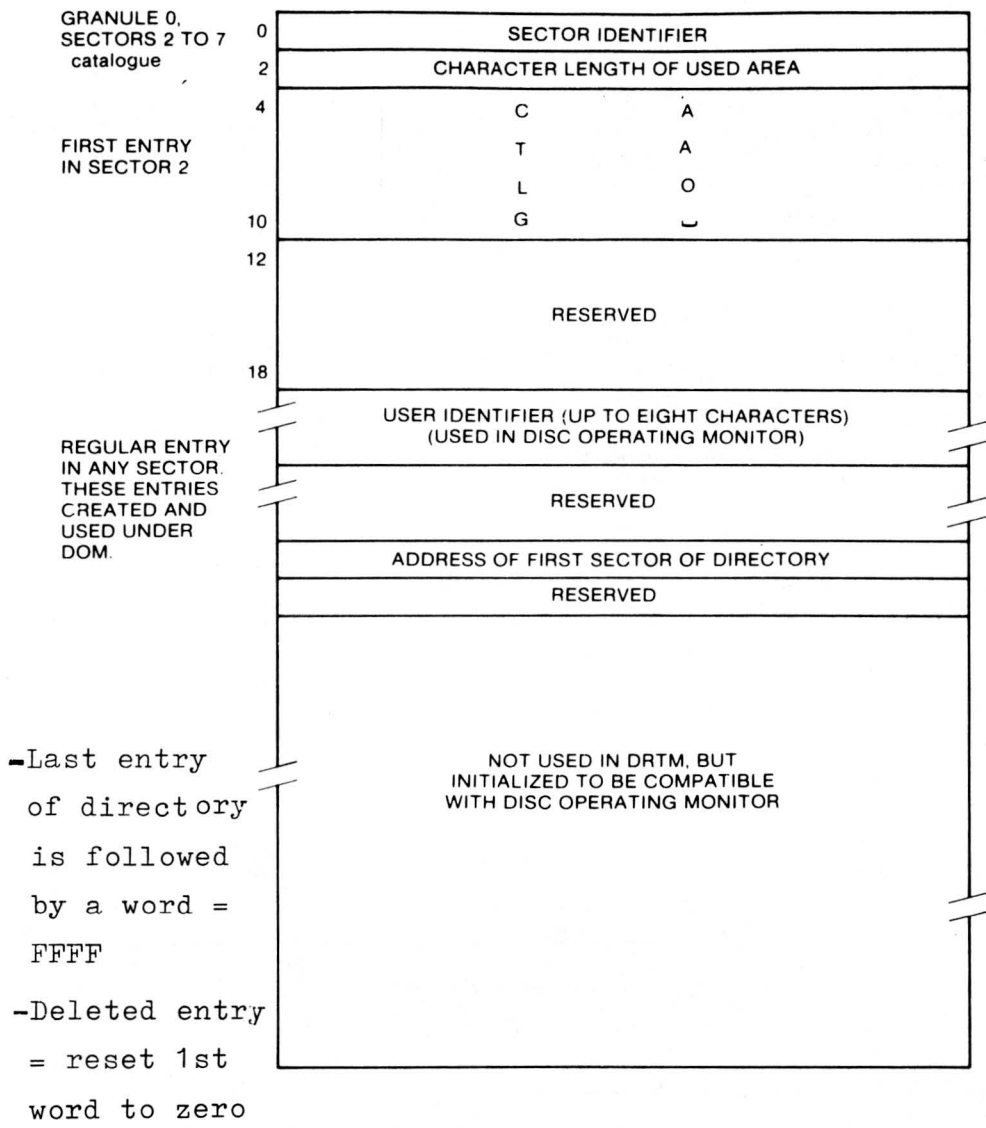 GRANULE 0,
SECTORS 2 TO 7
catalogue
0
SECTOR IDENTIFIER
2
CHARACTER LENGTH OF USED AREA
4
C A
FIRST ENTRY
IN SECTOR 2
T A
L O
10
G ⎵
12
RESERVED
18
USER IDENTIFIER (UP TO EIGHT CHARACTERS)
(USED IN DISC OPERATING MONITOR)
REGULAR ENTRY
IN ANY SECTOR.
THESE ENTRIES
CREATED AND
USED UNDER
DOM.
RESERVED
ADDRESS OF FIRST SECTOR OF DIRECTORY
RESERVED
NOT USED IN DRTM, BUT
INITIALIZED TO BE COMPATIBLE
WITH DISC OPERATING MONITOR
-Last entry
of directory
is followed
by a word =
FFFF
-Deleted entry
= reset 1st
word to zero